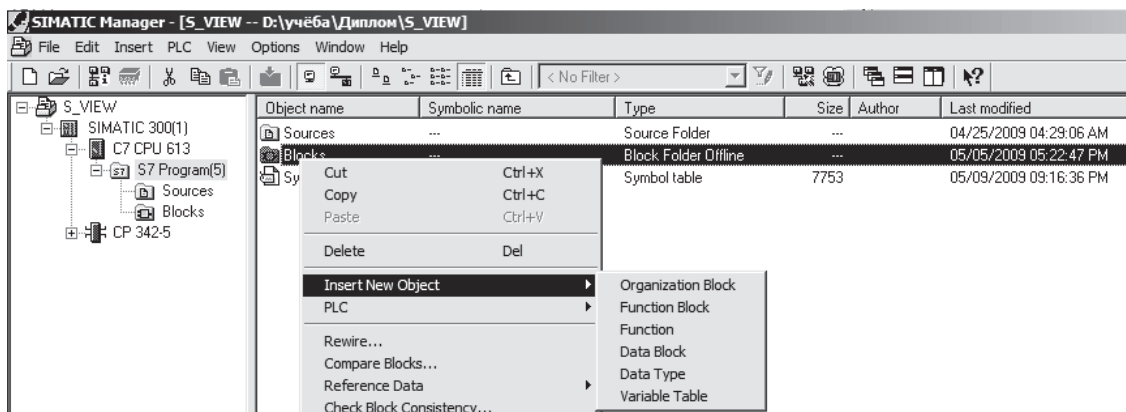 SIMATIC Manager - [S_VIEW -- D:\учёба\Диплом\S_VIEW]
File Edit Insert PLC View Options Window Help
< No Filter >
S_VIEW
SIMATIC 300(1)
C7 CPU 613
S7 Program(5)
Sources
Blocks
CP 342-5
Object name Symbolic name Type Size Author Last modified
Sources --- Source Folder --- 04/25/2009 04:29:06 AM
Blocks --- Block Folder Offline --- 05/05/2009 05:22:47 PM
Sy Symbol table 7753 05/09/2009 09:16:36 PM
Cut Ctrl+X
Copy Ctrl+C
Paste Ctrl+V
Delete Del
Insert New Object
PLC
Rewire...
Compare Blocks...
Reference Data
Check Block Consistency...
Organization Block
Function Block
Function
Data Block
Data Type
Variable Table